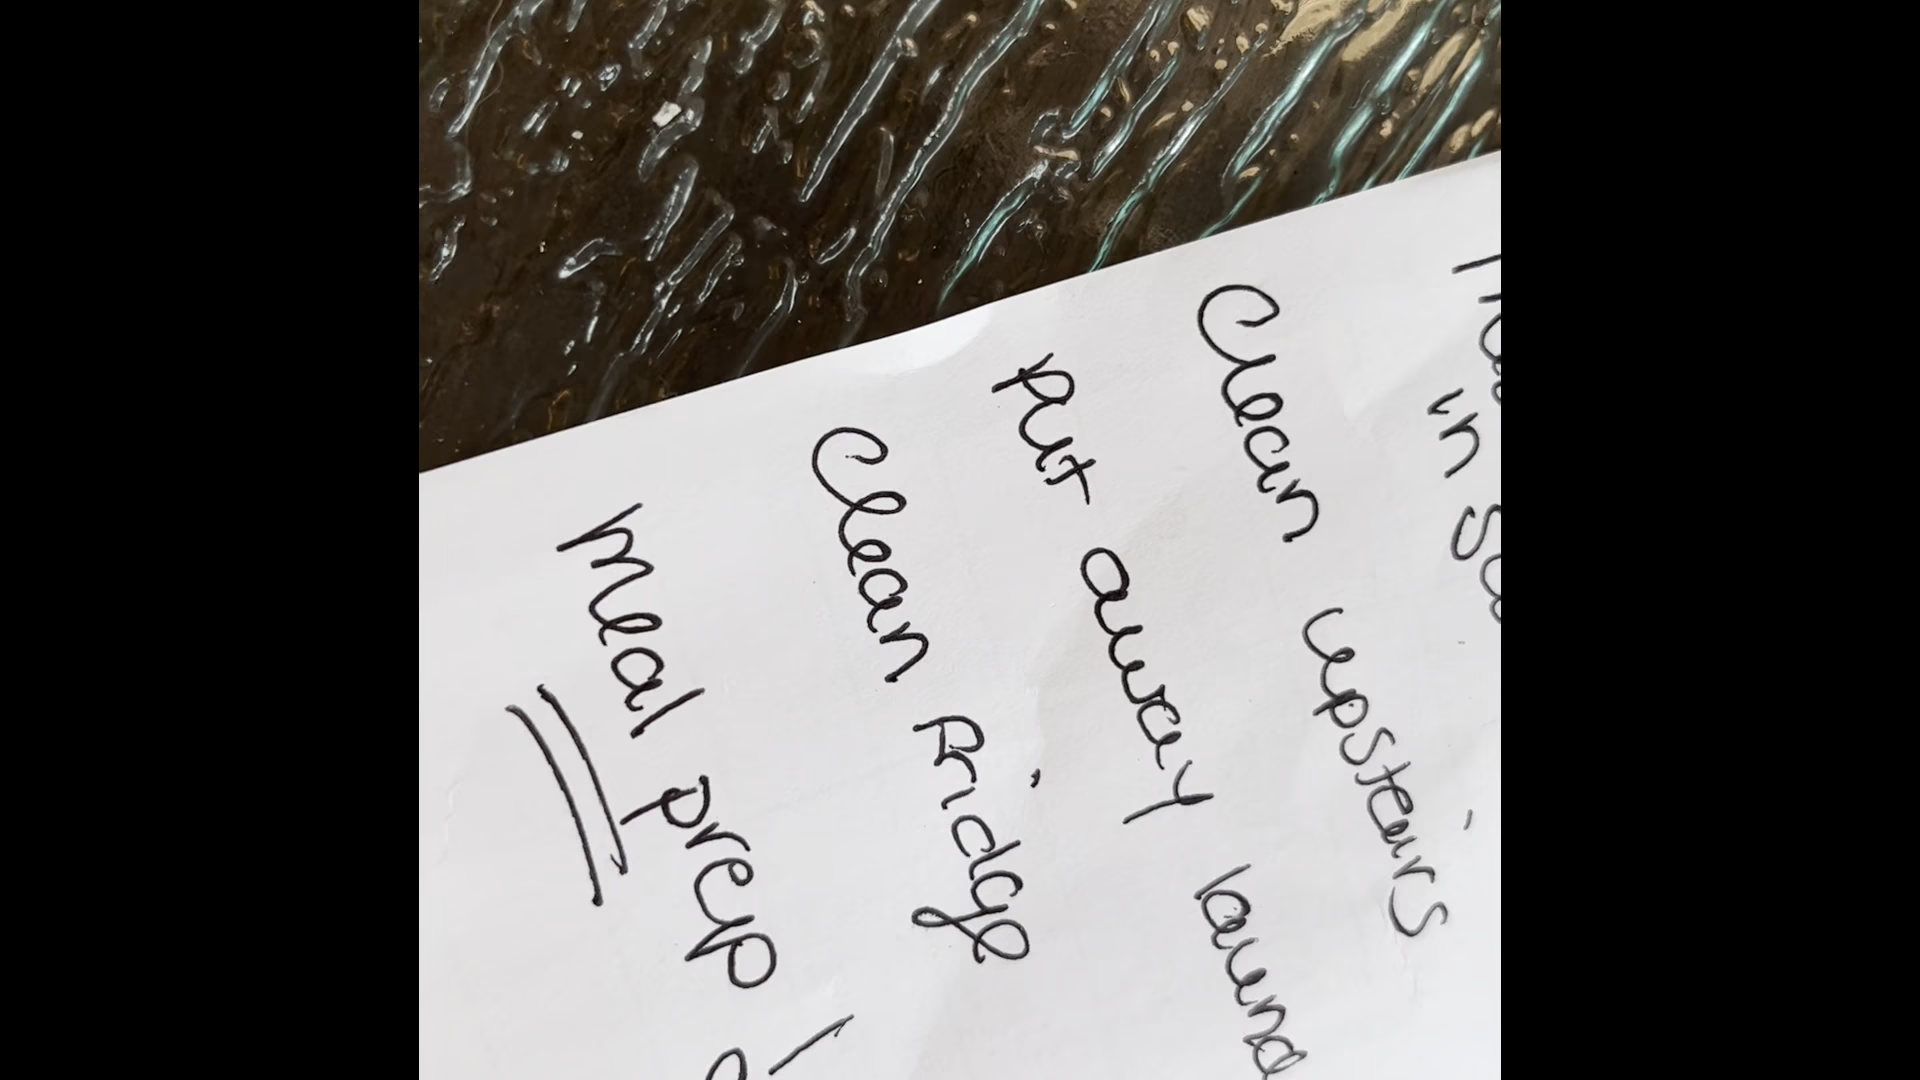 in
Clean upstairs
Put away
Clean Fridge
Meal prep